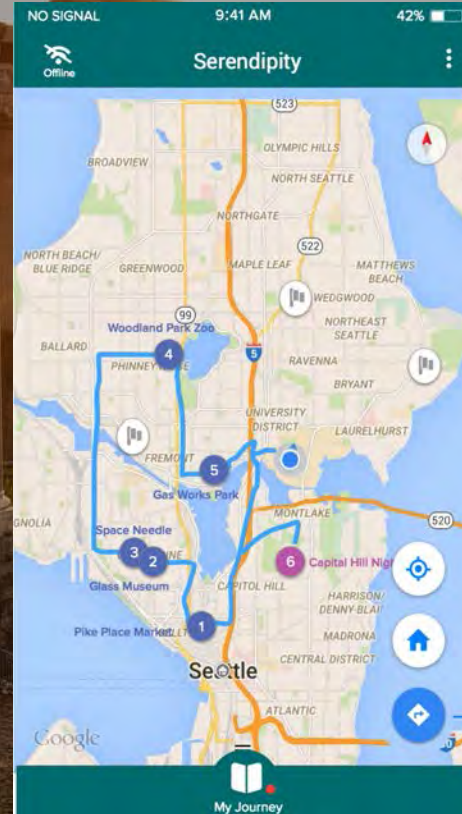 NO SIGNAL 9:41 AM 42%
Offline
Serendipity
523
OLYMPIC HILLS
BROADVIEW
NORTH SEATTLE
NORTHGATE
522
NORTH BEACH/
BLUE RIDGE
GREENWOOD
MAPLE LEAF
MATTHEWS
BEACH
WEDGWOOD
99
NORTHEAST
SEATTLE
Woodland Park Zoo
BALLARD
4
5
PHINNEY
RAVENNA
BRYANT
UNIVERSITY
DISTRICT
LAURELHURST
FREMONT
5
Gas Works Park
MONTLAKE
520
GNOLIA
Space Needle
3
2
6
Capital Hill Nig
Glass Museum
CAPITOL HILL
HARRISON/
DENNY-BLAI
1
Pike Place Market
MADRONA
Seattle
CENTRAL DISTRICT
ATLANTIC
Google
My Journey